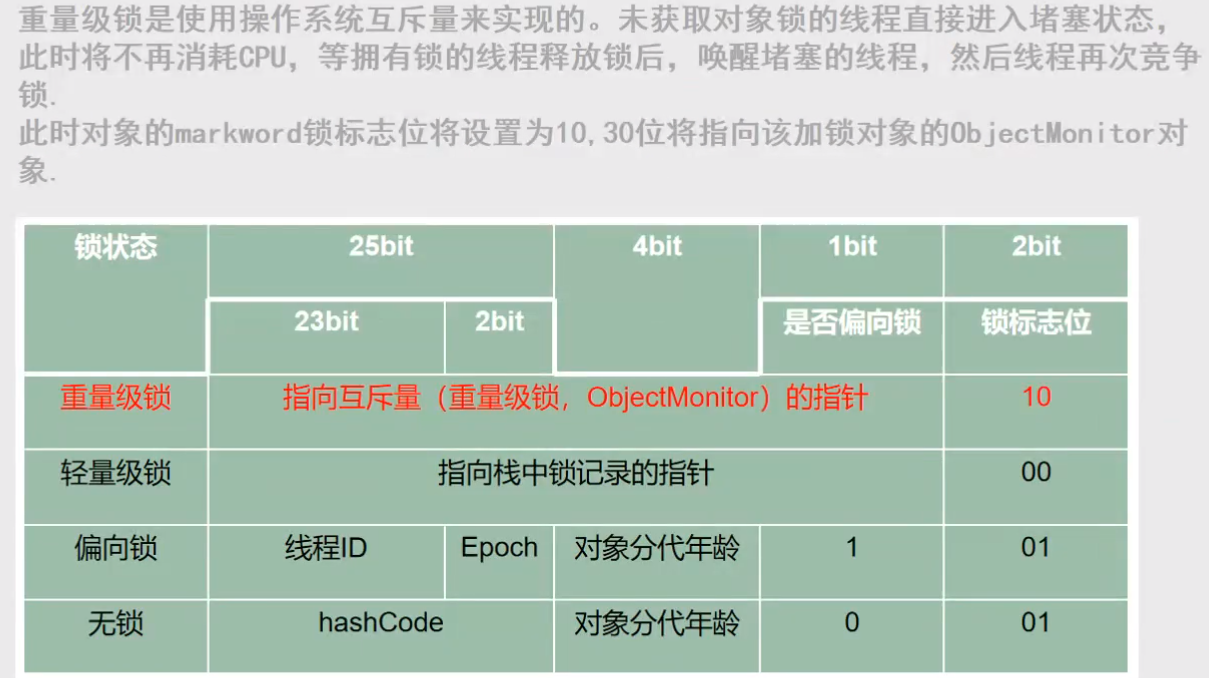 重量级锁是使用操作系统互斥量来实现的。未获取对象锁的线程直接进入堵塞状态，
此时将不再消耗CPU，等拥有锁的线程释放锁后，唤醒堵塞的线程，然后线程再次竞争
锁.
此时对象的markword锁标志位将设置为10,30位将指向该加锁对象的ObjectMonitor对
象.
锁状态 25bit 4bit 1bit 2bit
23bit 2bit 是否偏向锁 锁标志位
重量级锁 指向互斥量（重量级锁，ObjectMonitor）的指针 10
轻量级锁 指向栈中锁记录的指针 00
偏向锁 线程ID Epoch 对象分代年龄 1 01
无锁 hashCode 对象分代年龄 0 01